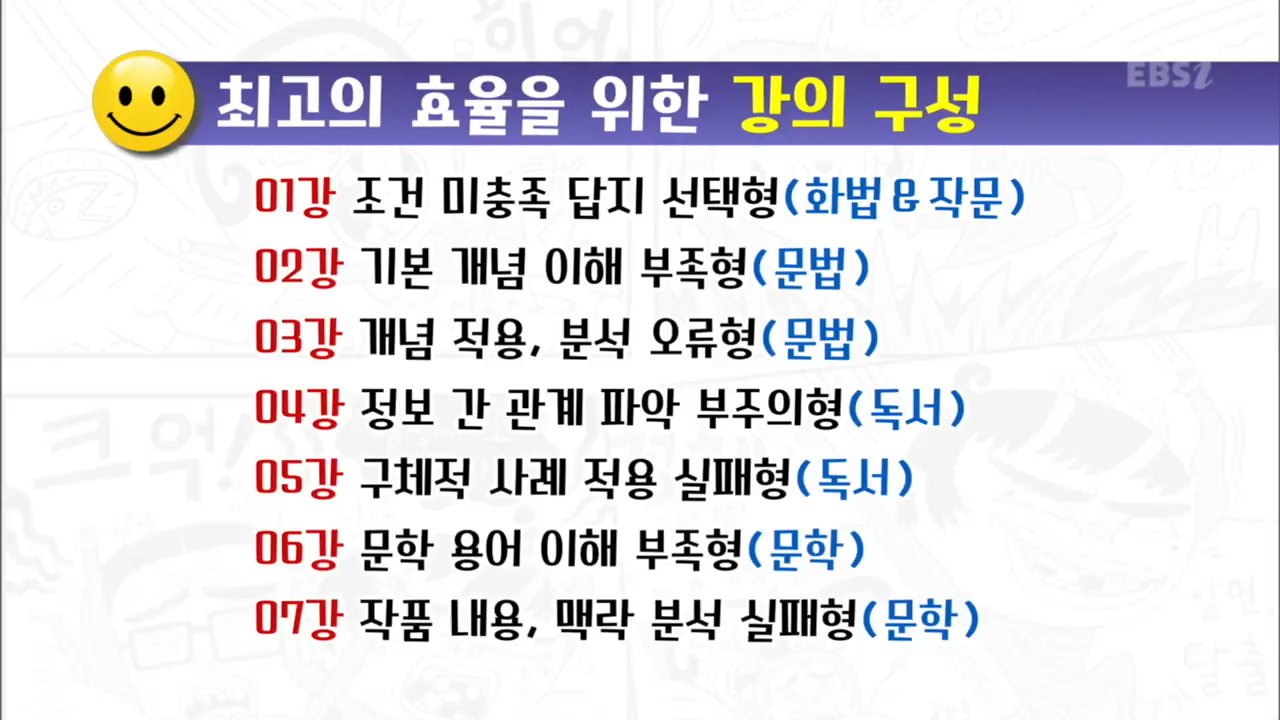 최고의 효율을 위한 강의 구성
EBSi
01강 조건 미충족 답지 선택형(화법&작문)
02강 기본 개념 이해 부족형(문법)
03강 개념 적용, 분석 오류형(문법)
04강 정보 간 관계 파악 부주의형(독서)
05강 구체적 사례 적용 실패형(독서)
06강 문학 용어 이해 부족형(문학)
07강 작품 내용, 맥락 분석 실패형(문학)
크억!
탈출